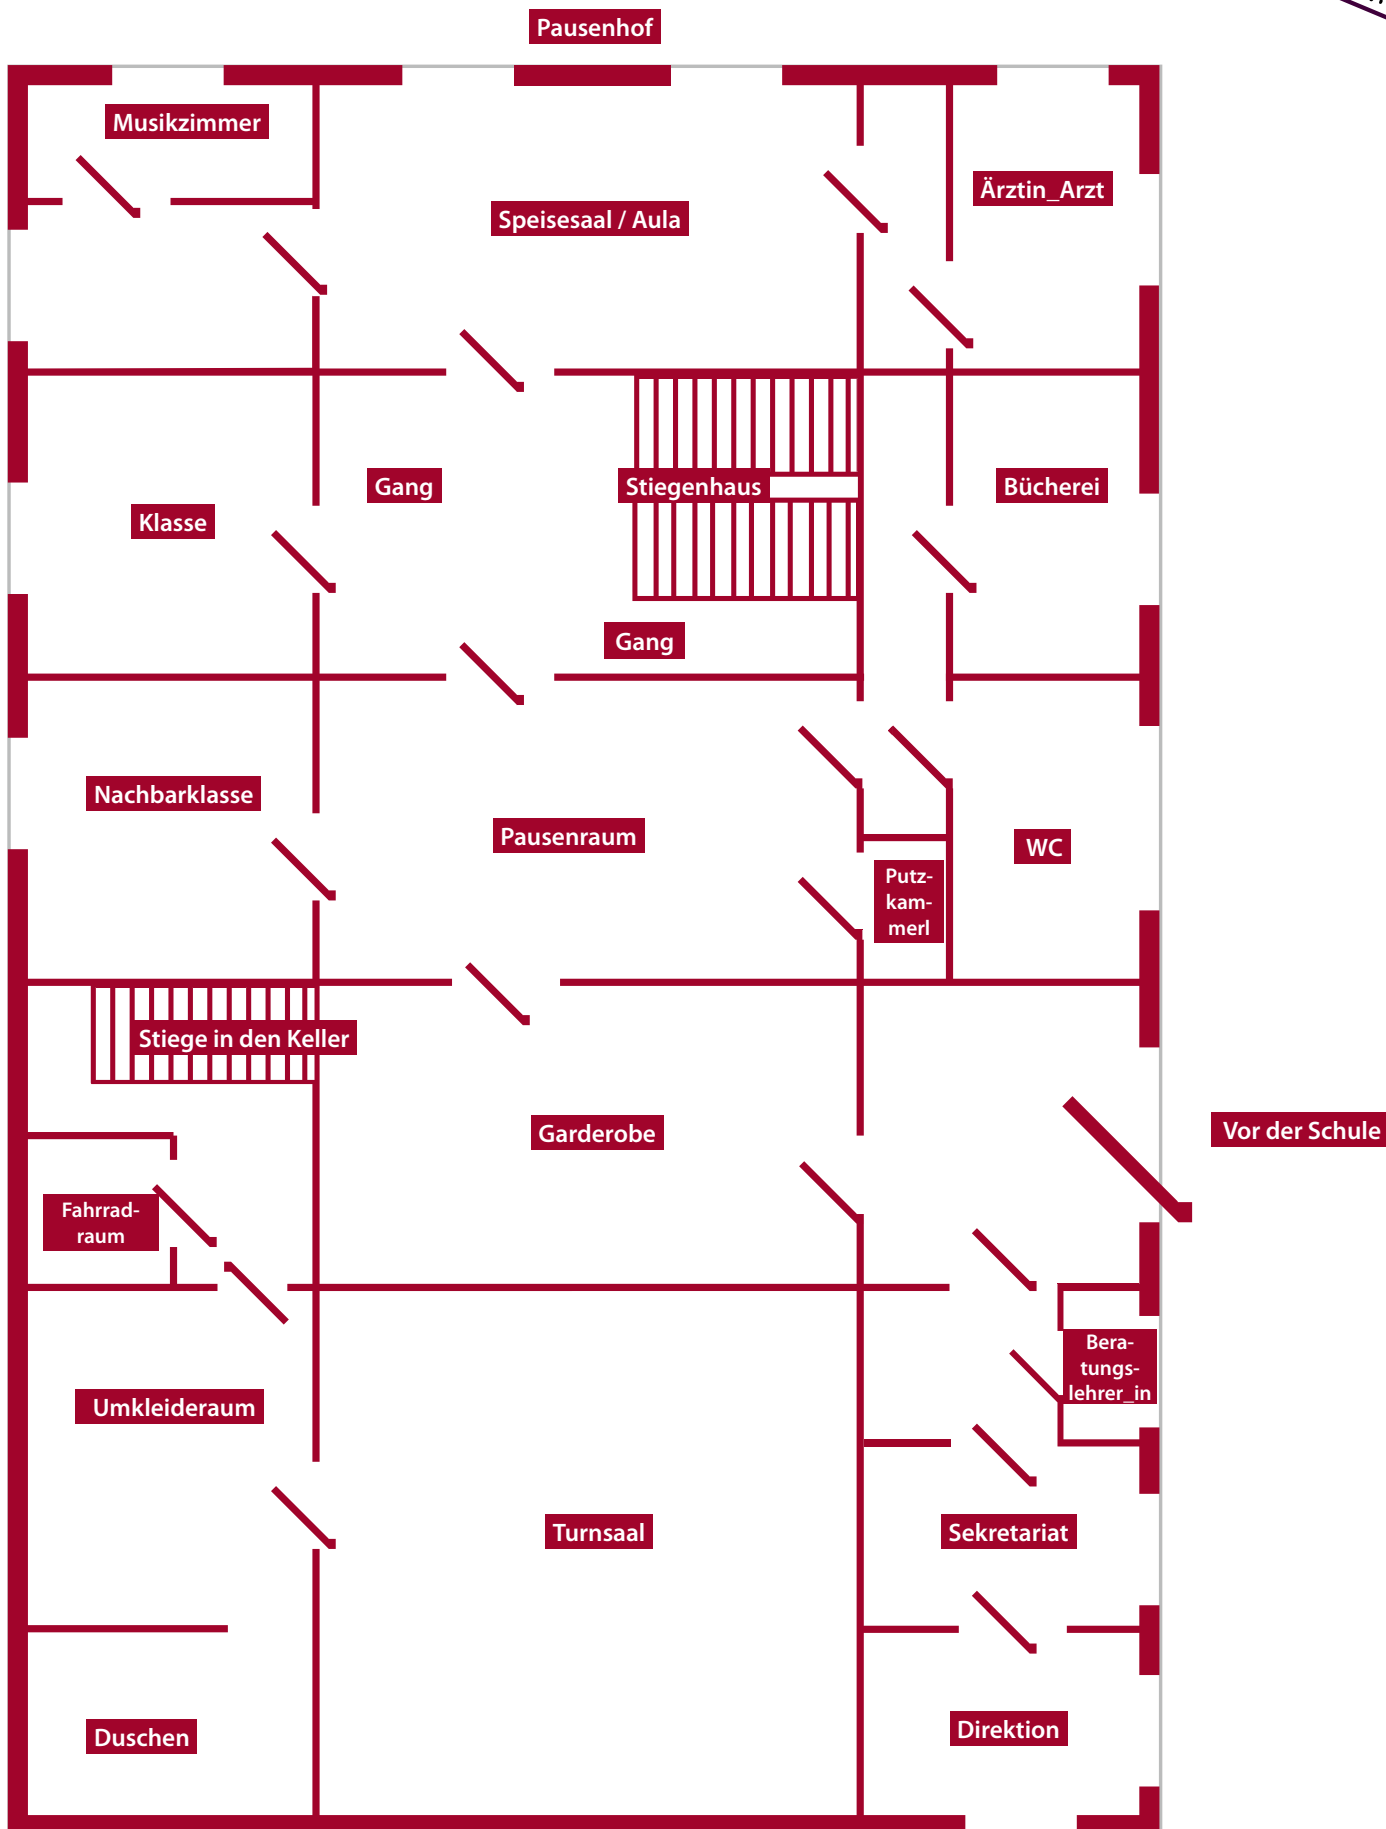 Pausenhof
Musikzimmer
Ärztin_Arzt
Speisesaal / Aula
Gang
Stiegenhaus
Bücherei
Klasse
Gang
Nachbarklasse
Pausenraum
WC
Putz-
kam-
merl
Stiege in den Keller
Garderobe
Vor der Schule
Fahrrad-
raum
Bera-
tungs-
lehrer_in
Umkleideraum
Turnsaal
Sekretariat
Duschen
Direktion